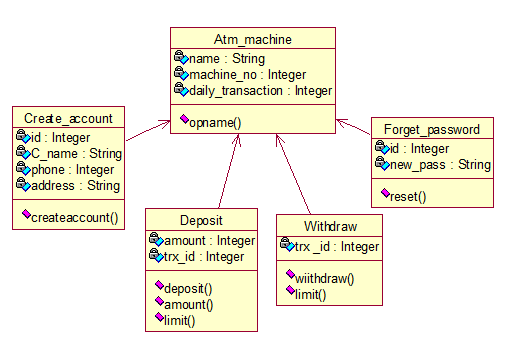 Atm_machine
name : String
machine_no : Integer
daily_transaction : Integer
opname()
Create_account
id : Integer
C_name : String
phone : Integer
address : String
createaccount()
Forget_password
id : Integer
new_pass : String
reset()
Deposit
amount : Integer
trx_id : Integer
deposit()
amount()
limit()
Withdraw
trx _id : Integer
wiithdraw()
limit()